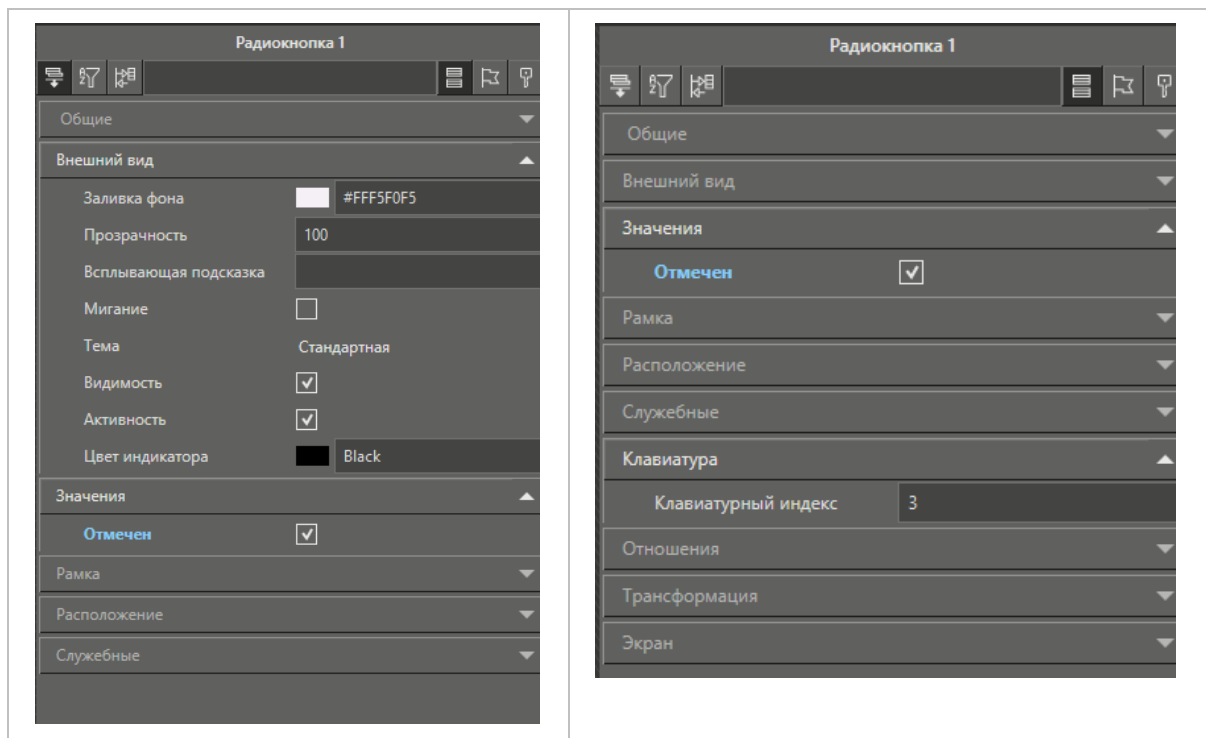 Радиокнопка 1
Общие
Внешний вид
Заливка фона #FFF5F0F5
Прозрачность 100
Всплывающая подсказка
Мигание
Тема Стандартная
Видимость
Активность
Цвет индикатора Black
Значения
Отмечен
Рамка
Расположение
Служебные
Радиокнопка 1
Общие
Внешний вид
Значения
Отмечен
Рамка
Расположение
Служебные
Клавиатура
Клавиатурный индекс 3
Отношения
Трансформация
Экран